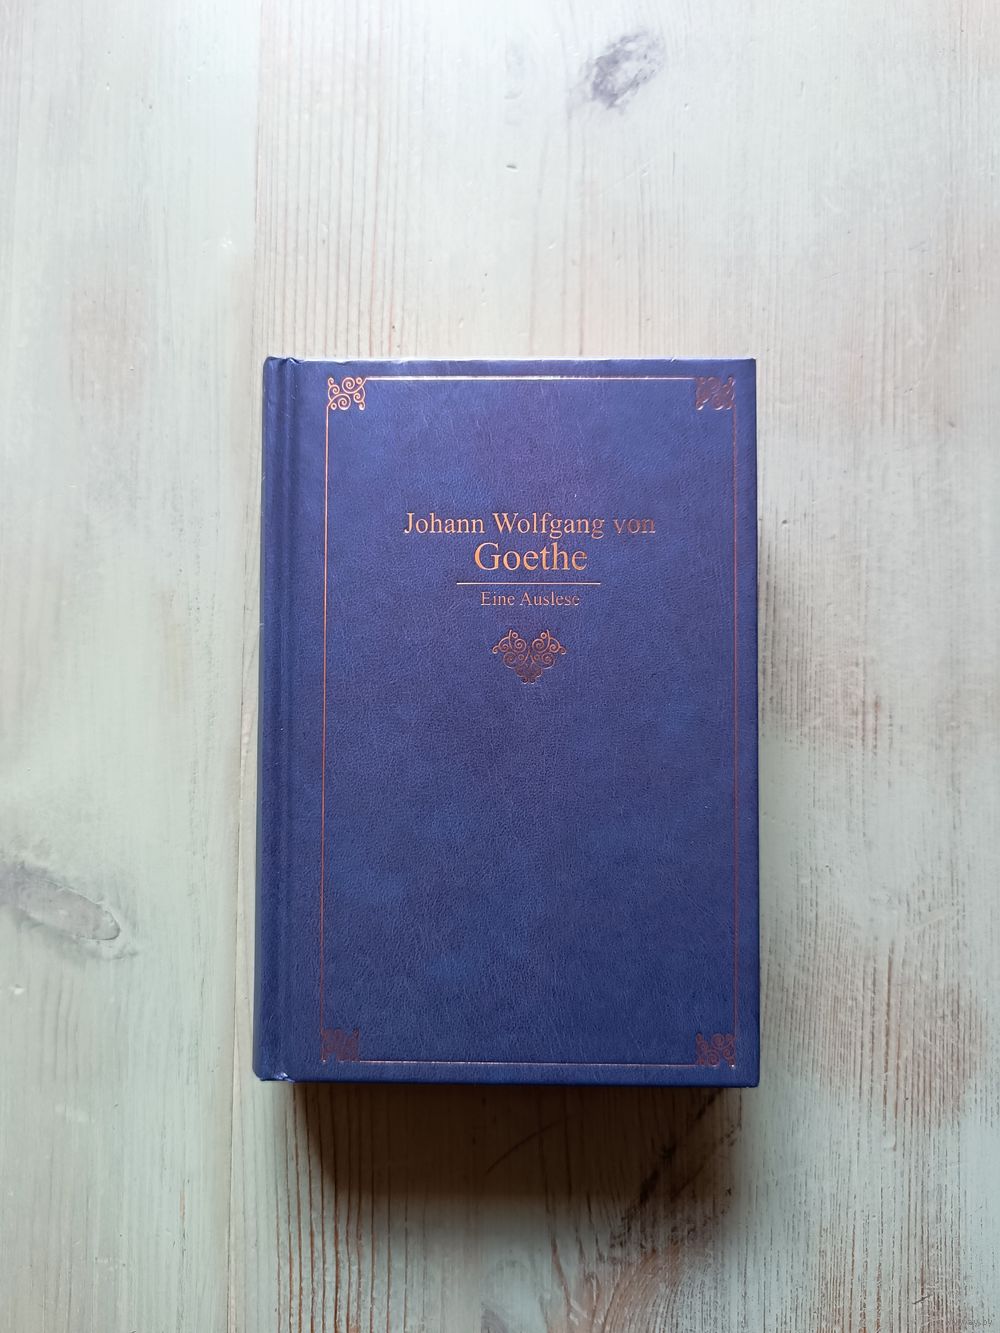 Johann Wolfgang von
Goethe
Eine Auslese